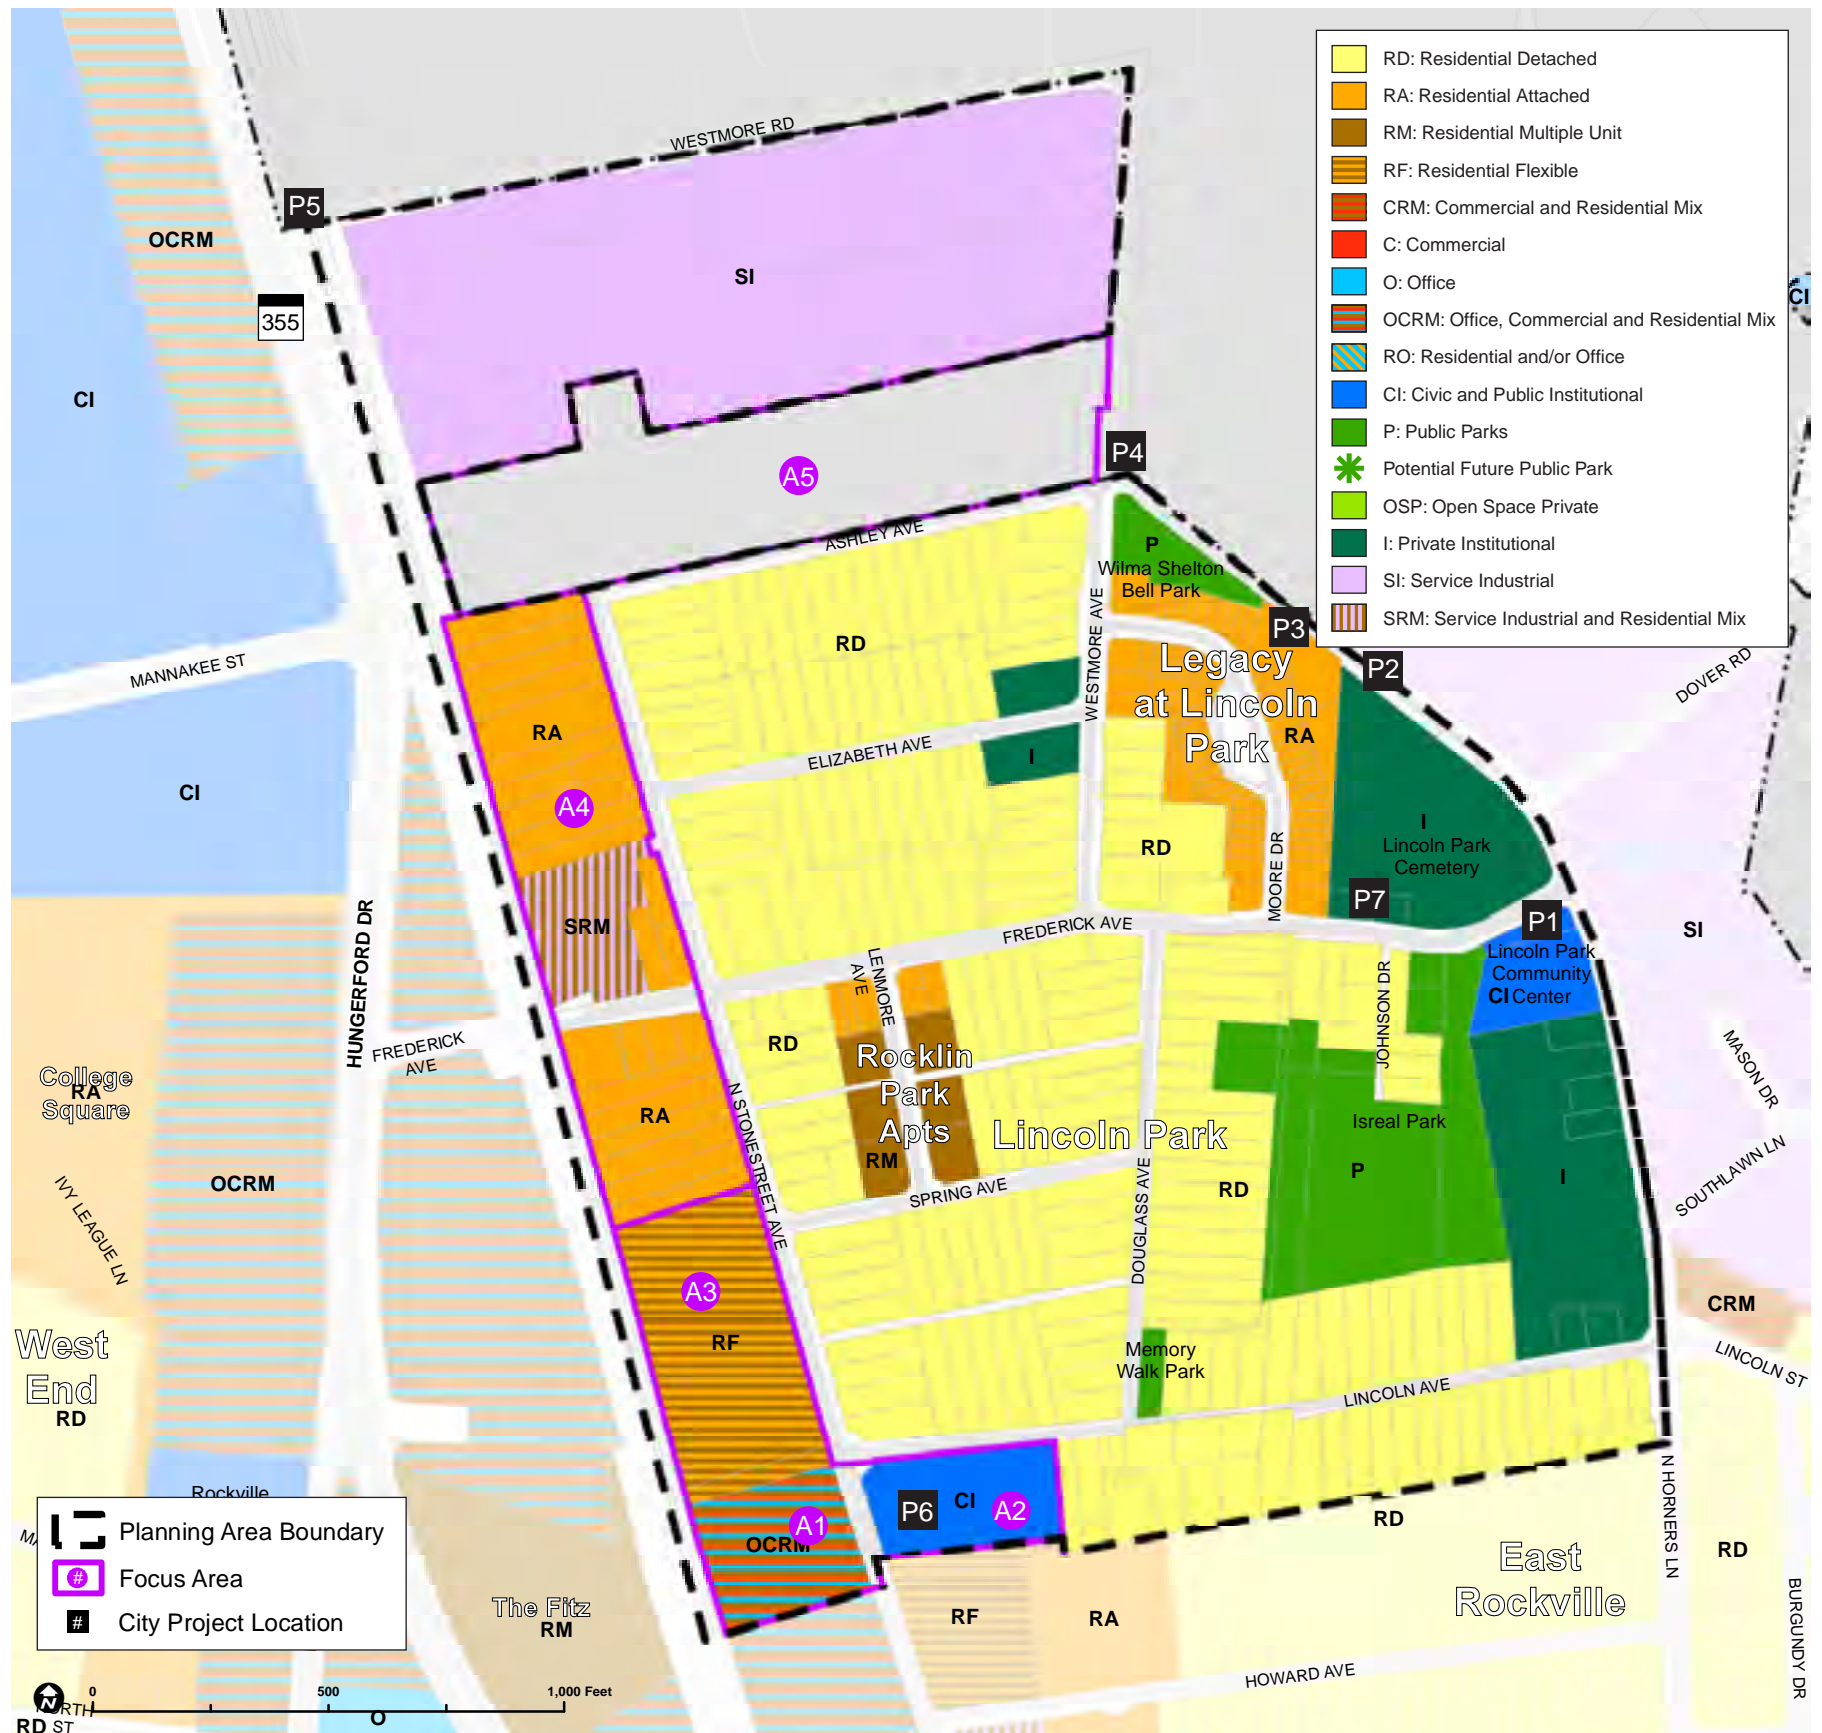 RD: Residential Detached
RA: Residential Attached
RM: Residential Multiple Unit
RF: Residential Flexible
CRM: Commercial and Residential Mix
C: Commercial
O: Office
OCRM: Office, Commercial and Residential Mix
RO: Residential and/or Office
CI: Civic and Public Institutional
P: Public Parks
Potential Future Public Park
OSP: Open Space Private
I: Private Institutional
SI: Service Industrial
SRM: Service Industrial and Residential Mix
WESTMORE RD
P5
OCRM
SI
CI
355
CI
A5
P4
ASHLEY AVE
P
Wilma Shelton
Bell Park
WESTMORE AVE
P3
RD
Legacy
at Lincoln
Park
P2
DOVER RD
MANNAKEE ST
RA
RA
ELIZABETH AVE
I
CI
A4
I
Lincoln Park
Cemetery
RD
MOORE DR
P7
P1
SRM
FREDERICK AVE
SI
HUNGERFORD DR
LENMORE
AVE
Lincoln Park
Community
CI Center
JOHNSON DR
FREDERICK
AVE
RD
Rocklin
Park
Apts
RM
College
RA
Square
MASON DR
RA
N STONESTREET AVE
Lincoln Park
Isreal Park
P
I
SOUTHLAWN LN
OCRM
IVY LEAGUE LN
SPRING AVE
DOUGLASS AVE
RD
A3
RF
CRM
West
End
RD
Memory
Walk Park
LINCOLN AVE
LINCOLN ST
Rockville
P6
CI
A2
A1
OCRM
RD
N HORNERS LN
RD
East
Rockville
BURGUNDY DR
Planning Area Boundary
# Focus Area
# City Project Location
MA
The Fitz
RM
RF
RA
HOWARD AVE
N
0 500 1,000 Feet
NORTH
RD ST
O